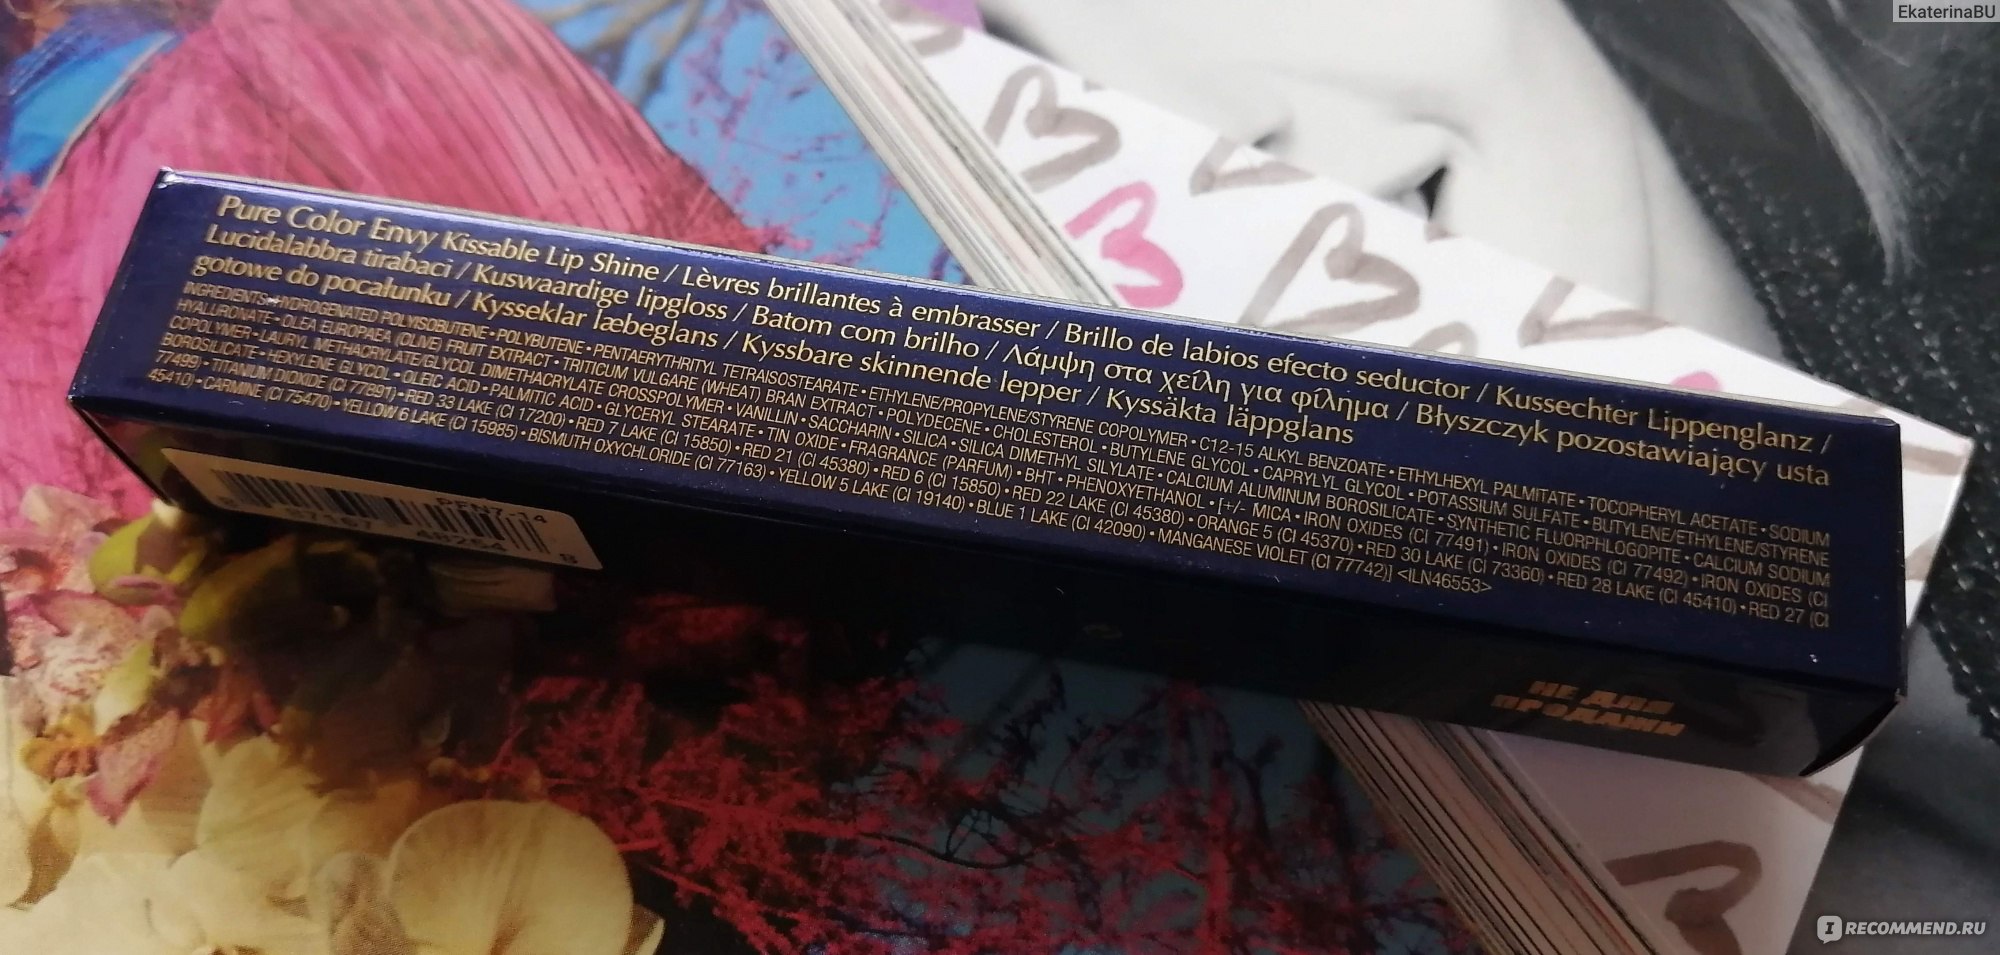 EkaterinaBU
Pure Color Envy Kissable Lip Shine / Lèvres brillantes à embrasser / Brillo de labios efecto seductor / Kussechter Lippenglanz /
Lucidalabbra tirabaci / Kuswaardige lipgloss / Batom com brilho / Λάμψη στα χείλη για φίλημα / Błyszczyk pozostawiający usta
gotowe do pocałunku / Kysseklar læbeglans / Kyssbare skinnende lepper / Kyssäkta läppglans
INGREDIENTS: HYDROGENATED POLYISOBUTENE • POLYBUTENE • PENTAERYTHRITYL TETRAISOSTEARATE • ETHYLENE/PROPYLENE/STYRENE COPOLYMER • C12-15 ALKYL BENZOATE • ETHYLHEXYL PALMITATE • TOCOPHERYL ACETATE • SODIUM
HYALURONATE • OLEA EUROPAEA (OLIVE) FRUIT EXTRACT • TRITICUM VULGARE (WHEAT) BRAN EXTRACT • POLYDECENE • CHOLESTEROL • BUTYLENE GLYCOL • CAPRYLYL GLYCOL • POTASSIUM SULFATE • BUTYLENE/ETHYLENE/STYRENE
COPOLYMER • LAURYL METHACRYLATE/GLYCOL DIMETHACRYLATE CROSSPOLYMER • VANILLIN • SACCHARIN • SILICA • SILICA DIMETHYL SILYLATE • CALCIUM ALUMINUM BOROSILICATE • SYNTHETIC FLUORPHLOGOPITE • CALCIUM SODIUM
BOROSILICATE • HEXYLENE GLYCOL • OLEIC ACID • PALMITIC ACID • GLYCERYL STEARATE • TIN OXIDE • FRAGRANCE (PARFUM) • BHT • PHENOXYETHANOL • [+/- MICA • IRON OXIDES (CI 77491) • IRON OXIDES (CI 77492) • IRON OXIDES (CI
77499) • TITANIUM DIOXIDE (CI 77891) • RED 33 LAKE (CI 17200) • RED 7 LAKE (CI 15850) • RED 21 (CI 45380) • RED 6 (CI 15850) • RED 22 LAKE (CI 45380) • ORANGE 5 (CI 45370) • RED 30 LAKE (CI 73360) • RED 28 LAKE (CI 45410) • RED 27 (CI
45410) • CARMINE (CI 75470) • YELLOW 6 LAKE (CI 15985) • BISMUTH OXYCHLORIDE (CI 77163) • YELLOW 5 LAKE (CI 19140) • BLUE 1 LAKE (CI 42090) • MANGANESE VIOLET (CI 77742)] <ILN46553>
НЕ ДЛЯ
ПРОДАЖИ
IRECOMMEND.RU